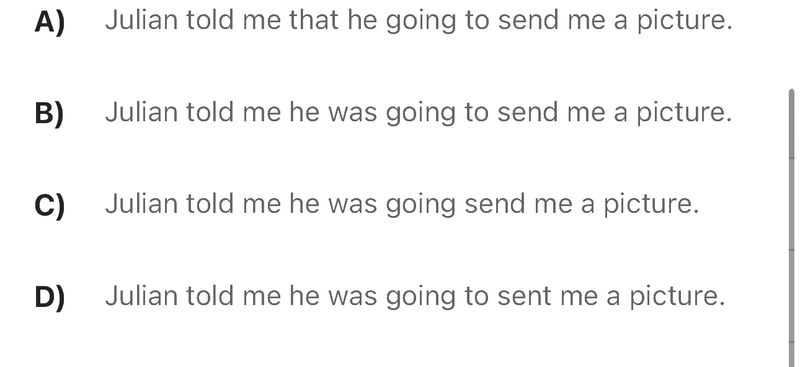 A) Julian told me that he going to send me a picture.
B) Julian told me he was going to send me a picture.
C) Julian told me he was going send me a picture.
D) Julian told me he was going to sent me a picture.